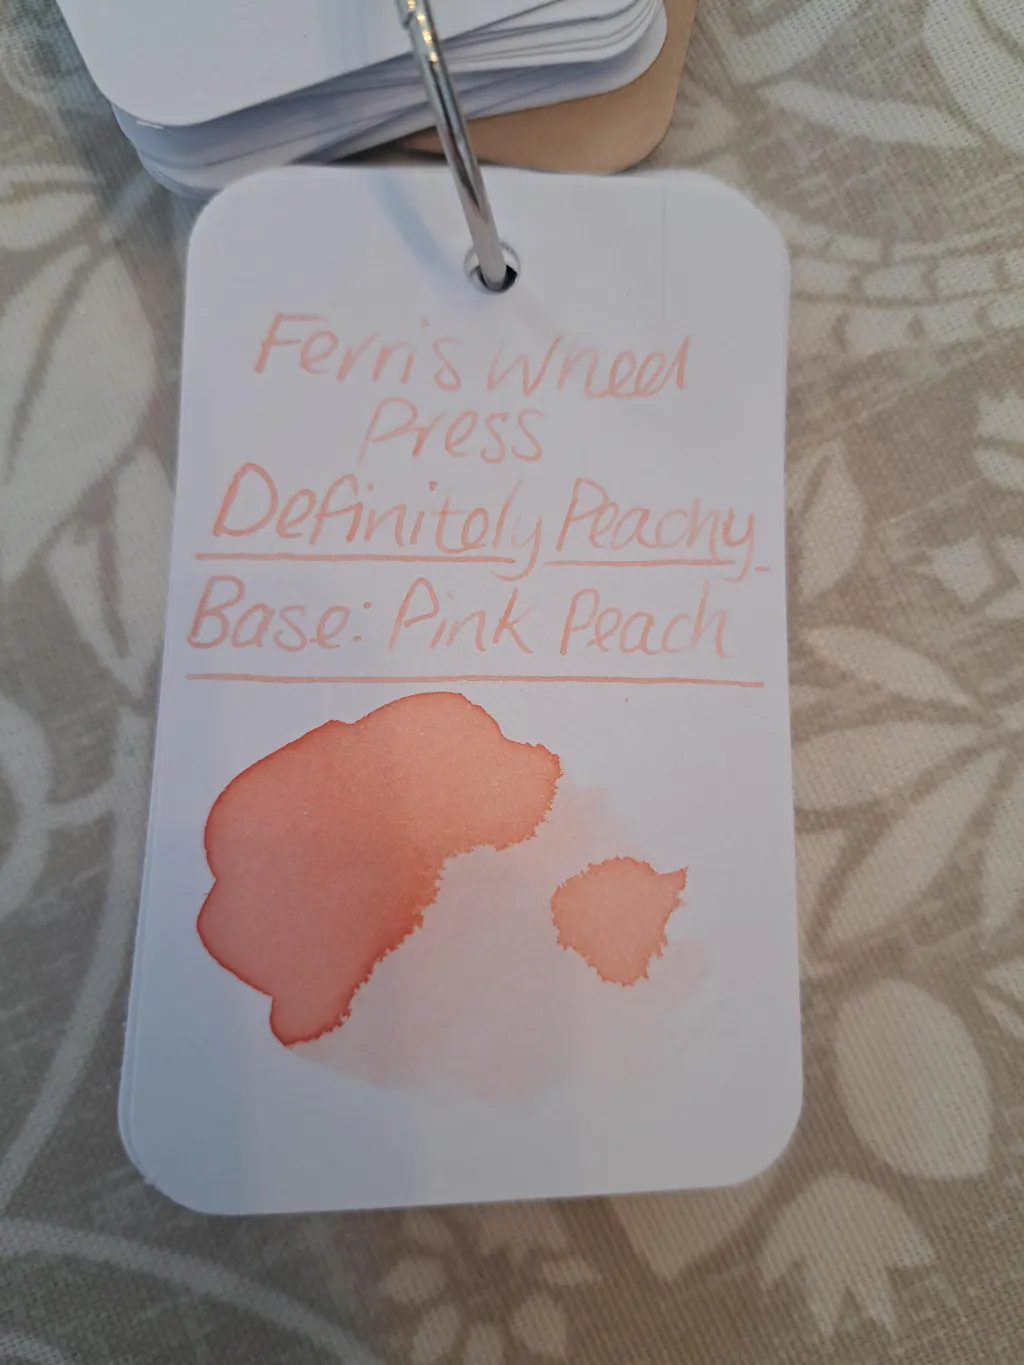 Ferris Wheel
Press
Definitely Peachy
Base: Pink Peach